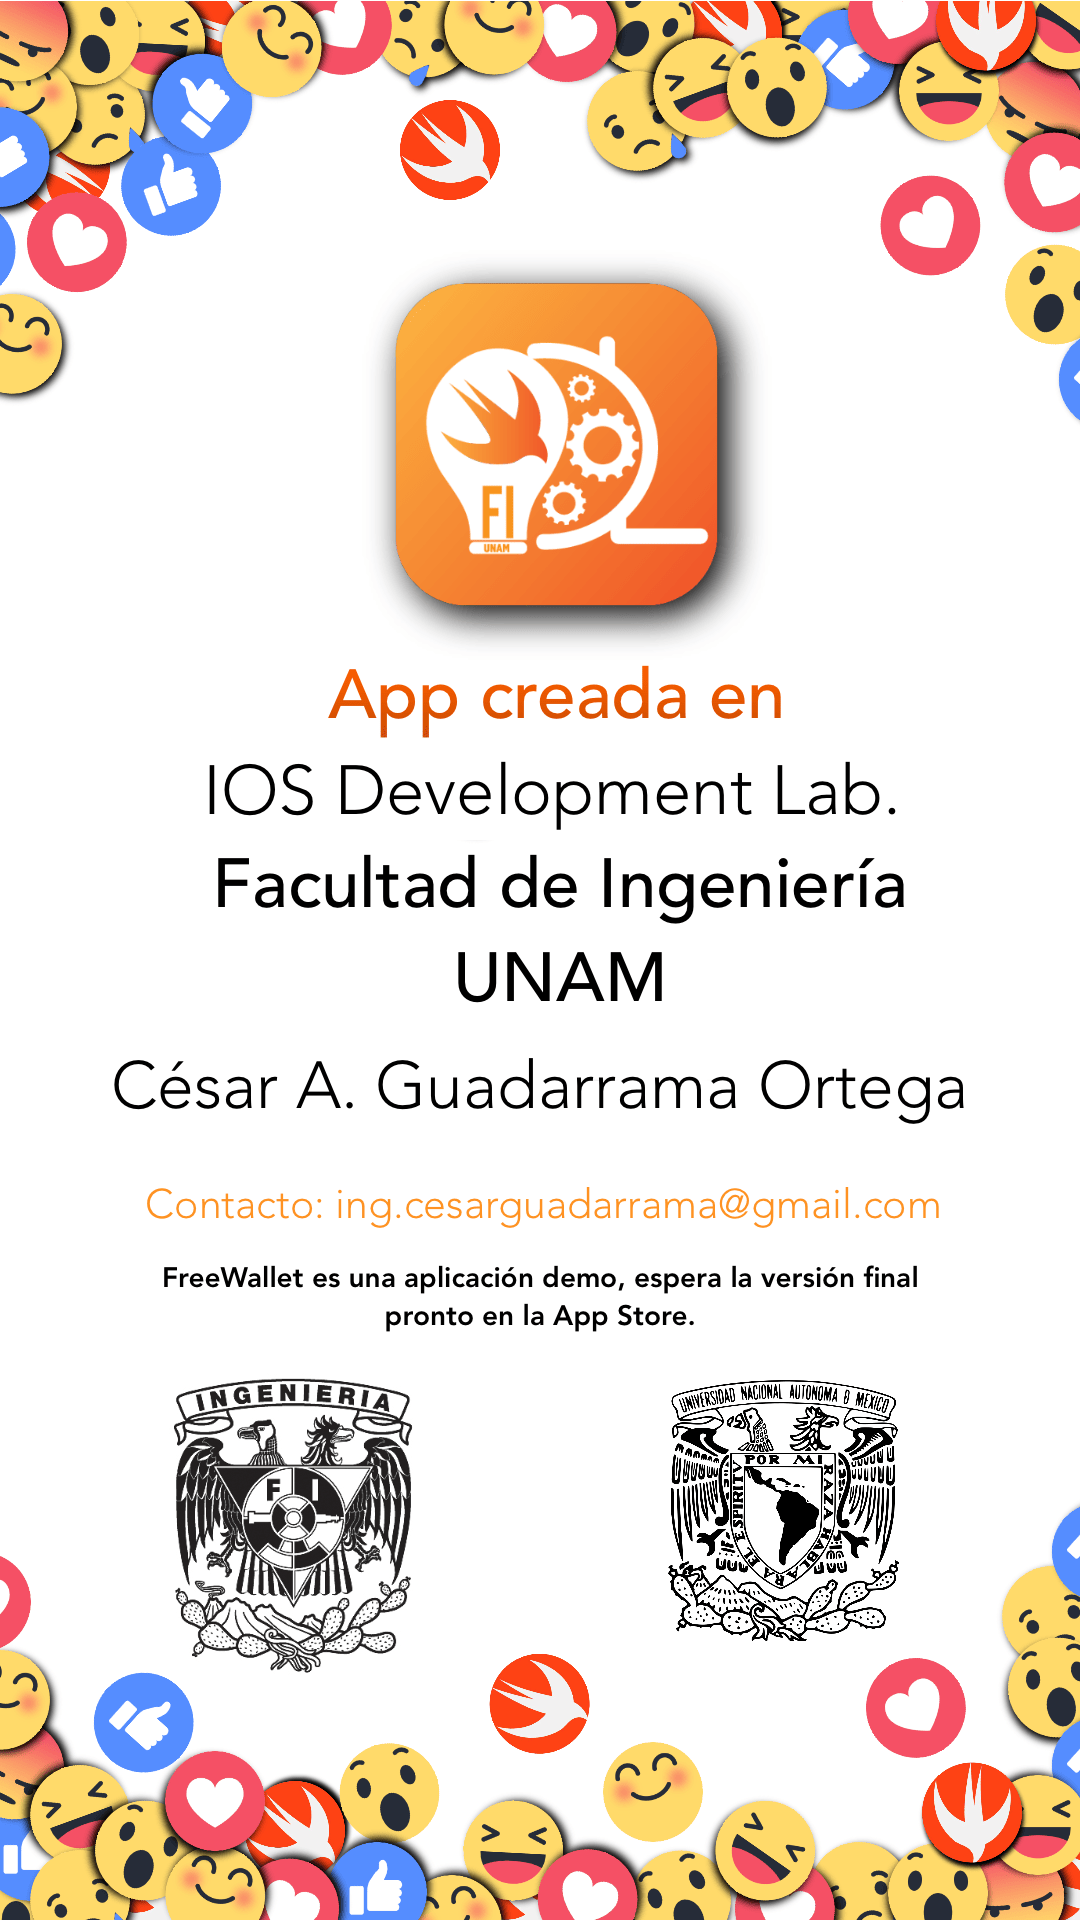 FI
UNAM
App creada en
IOS Development Lab.
Facultad de Ingeniería
UNAM
César A. Guadarrama Ortega
Contacto: ing.cesarguadarrama@gmail.com
FreeWallet es una aplicación demo, espera la versión final
pronto en la App Store.
INGENIERIA
F I
UNIVERSIDAD NACIONAL AUTONOMA D MEXICO
POR MI RAZA HABLARA EL ESPIRITV